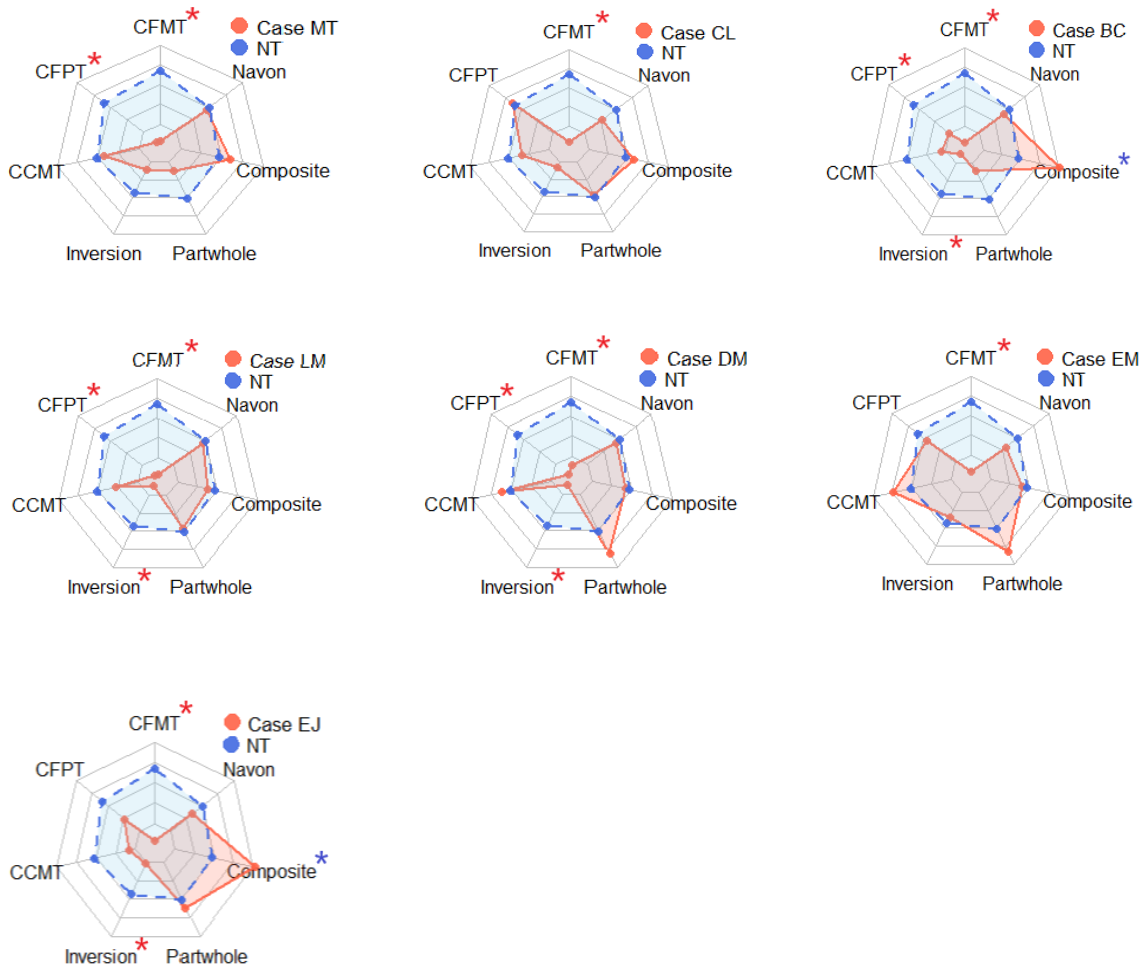 CFMT* Case MT
NT
CFPT* Navon
CCMT Composite
Inversion Partwhole
CFMT* Case CL
NT
CFPT Navon
CCMT Composite
Inversion Partwhole
CFMT* Case BC
NT
CFPT* Navon
CCMT Composite*
Inversion* Partwhole
CFMT* Case LM
NT
CFPT* Navon
CCMT Composite
Inversion* Partwhole
CFMT* Case DM
NT
CFPT* Navon
CCMT Composite
Inversion* Partwhole
CFMT* Case EM
NT
CFPT Navon
CCMT Composite
Inversion Partwhole
CFMT* Case EJ
NT
CFPT Navon
CCMT Composite*
Inversion* Partwhole